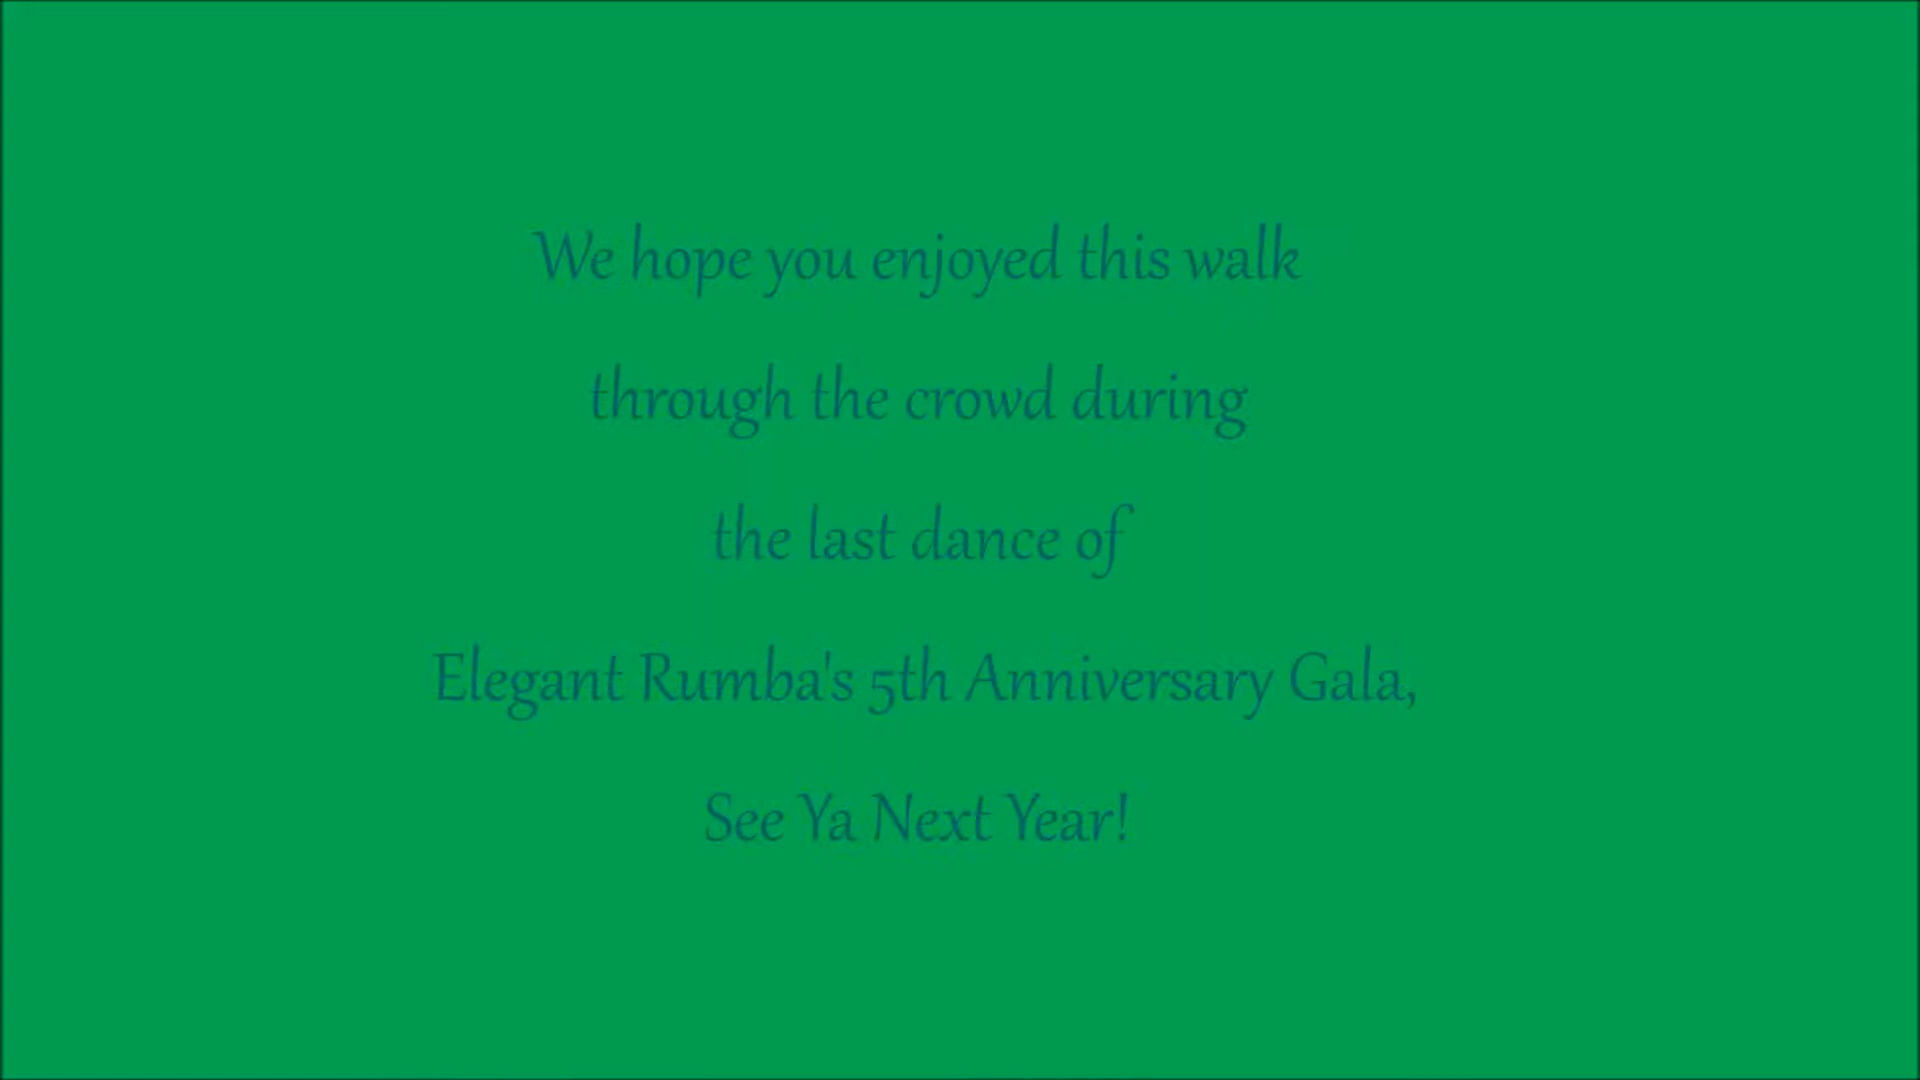 We hope you enjoyed this walk
through the crowd during
the last dance of
Elegant Rumba's 5th Anniversary Gala,
See Ya Next Year!